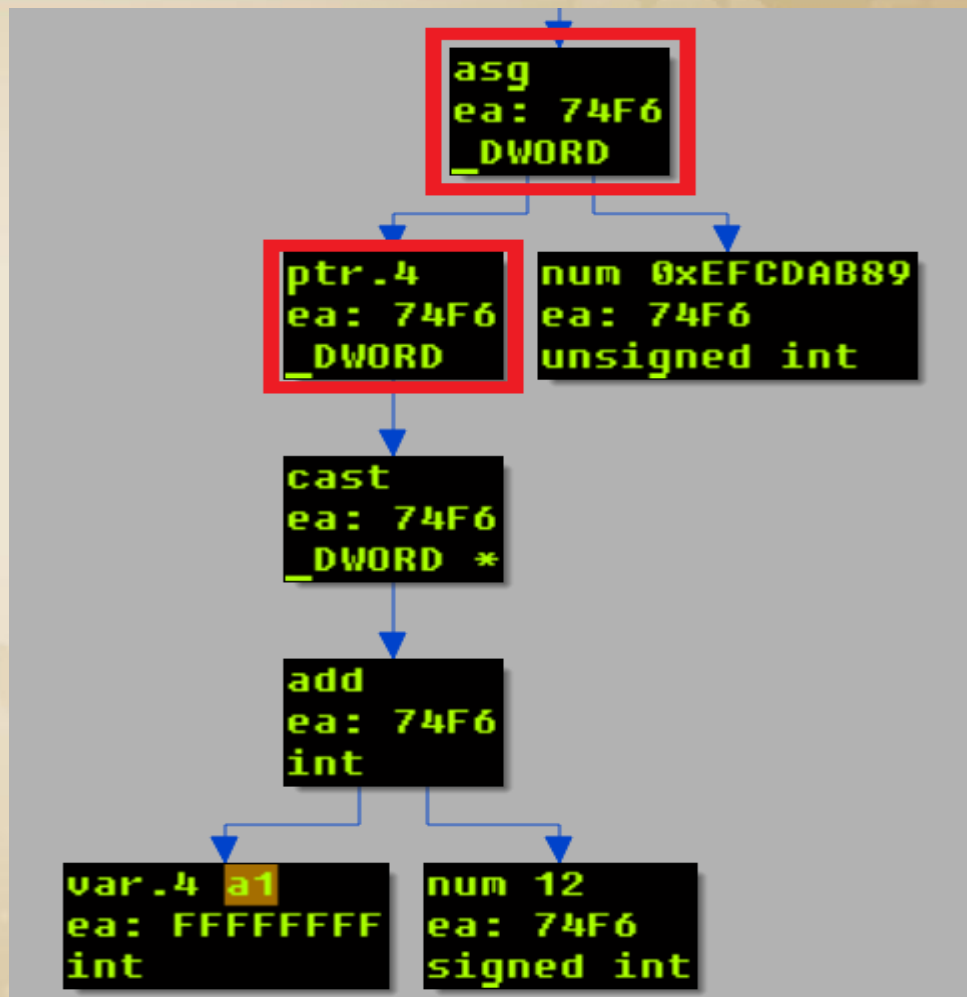 asg
ea: 74F6
_DWORD
ptr.4
ea: 74F6
_DWORD
num 0xEFCDAB89
ea: 74F6
unsigned int
cast
ea: 74F6
_DWORD *
add
ea: 74F6
int
var.4 a1
ea: FFFFFFFF
int
num 12
ea: 74F6
signed int